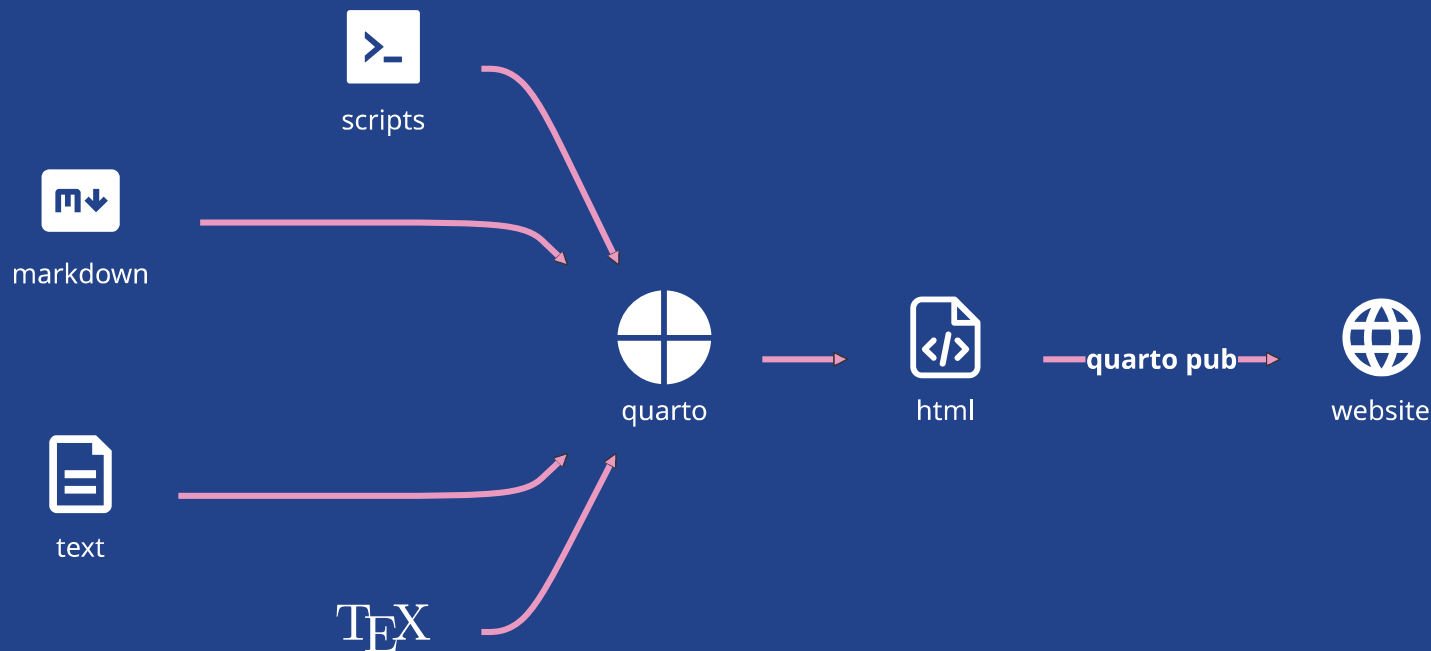 >_
scripts
m↓
markdown
quarto
</>
html
quarto pub
website
text
TEX